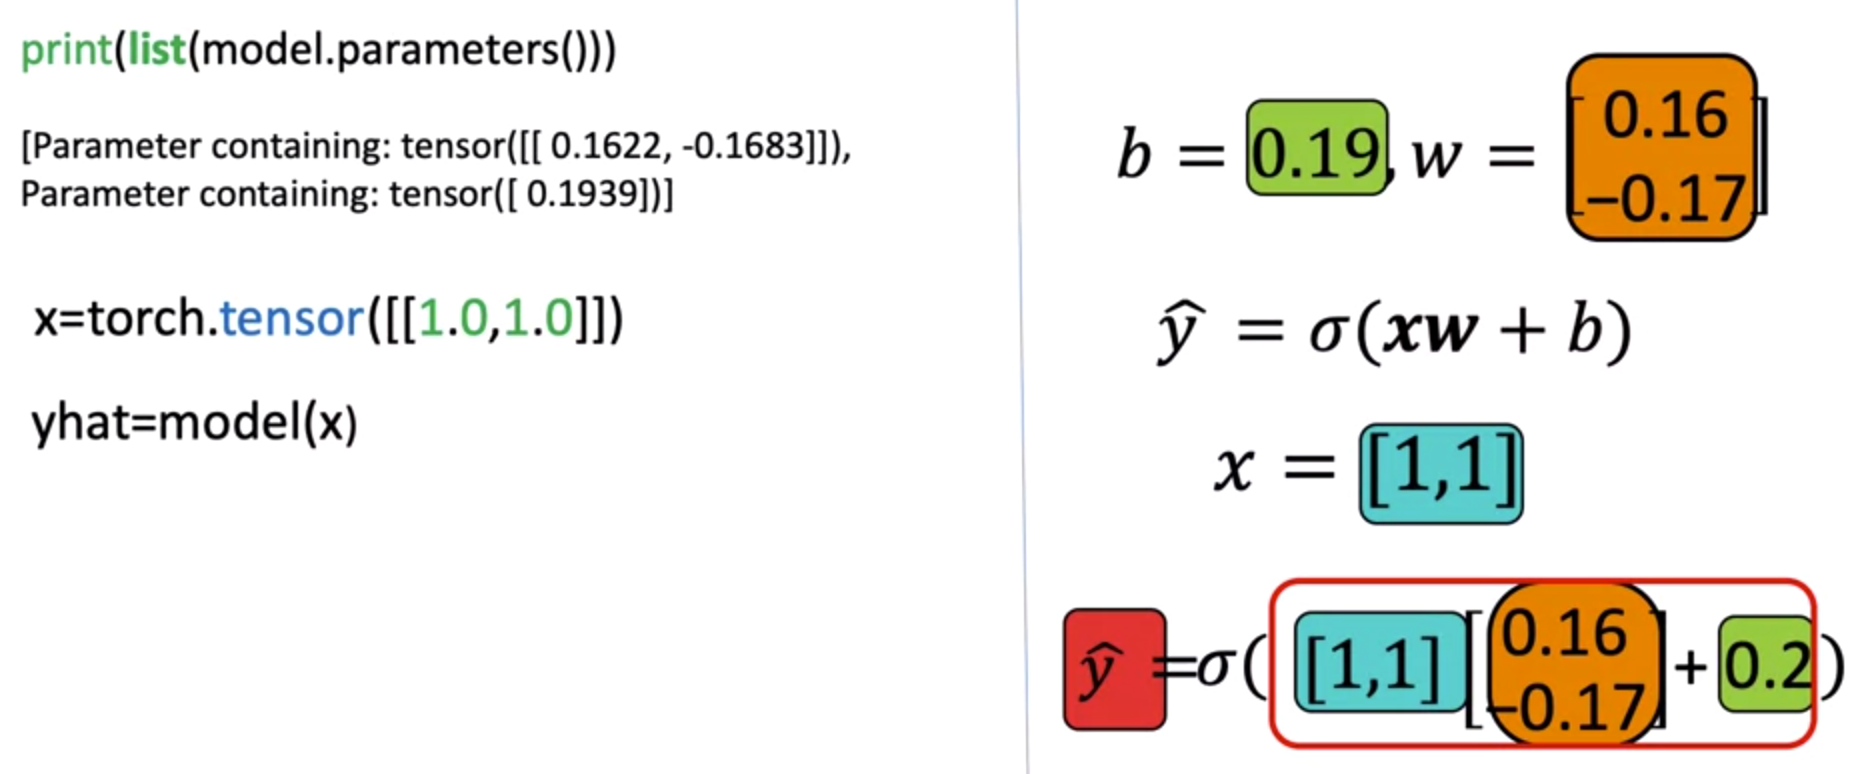 print(list(model.parameters()))
[Parameter containing: tensor([[ 0.1622, -0.1683]]),
Parameter containing: tensor([ 0.1939])]
x=torch.tensor([[1.0,1.0]])
yhat=model(x)
b = 0.19, w = [0.16
−0.17]
ŷ = σ(xw + b)
x = [1,1]
ŷ =σ( [1,1] [0.16
−0.17] + 0.2)